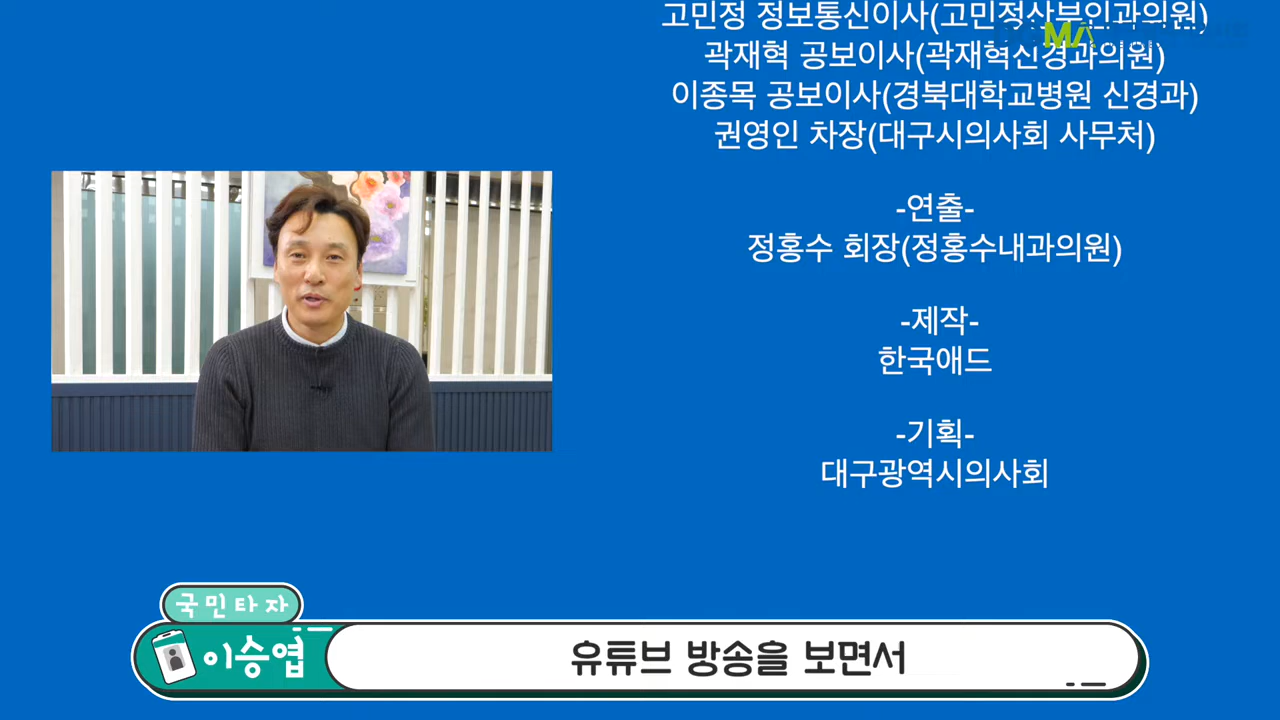 고민정 정보통신이사(고민정산부인과의원)
곽재혁 공보이사(곽재혁신경과의원)
이종목 공보이사(경북대학교병원 신경과)
권영인 차장(대구시의사회 사무처)
-연출-
정홍수 회장(정홍수내과의원)
-제작-
한국애드
-기획-
대구광역시의사회
국민타자
이승엽
유튜브 방송을 보면서